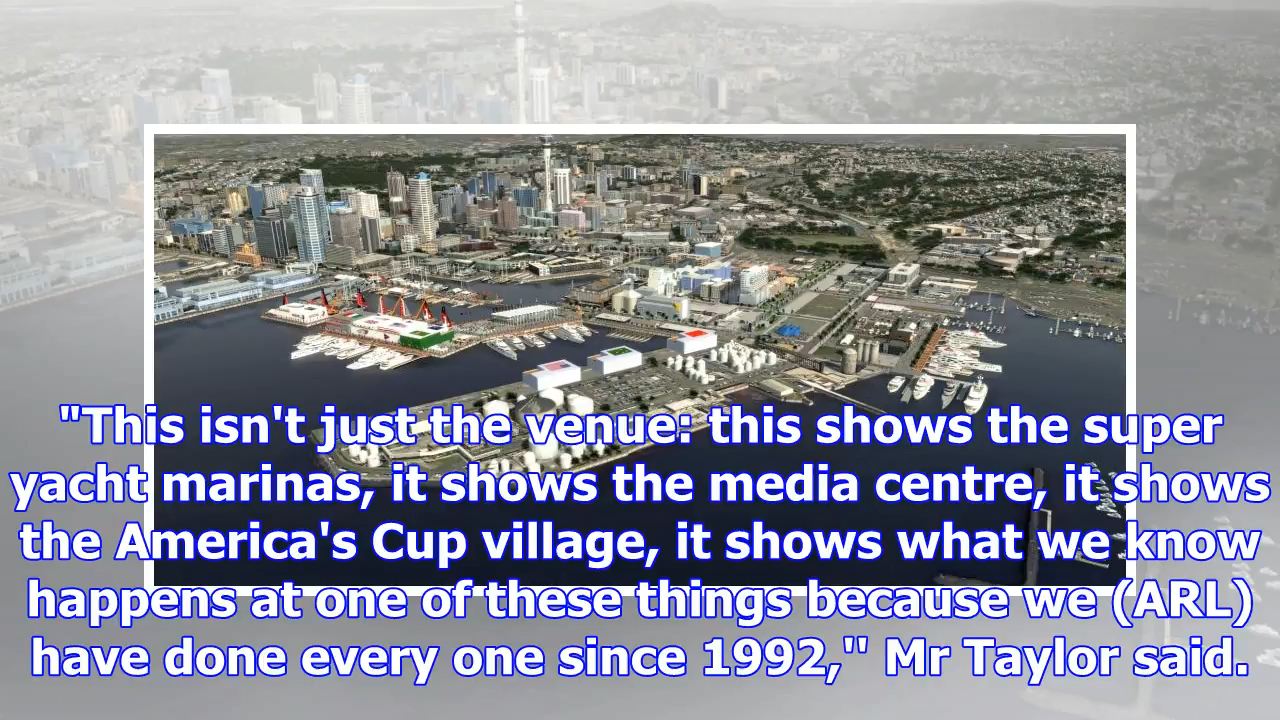 "This isn't just the venue: this shows the super
yacht marinas, it shows the media centre, it shows
the America's Cup village, it shows what we know
happens at one of these things because we (ARL)
have done every one since 1992," Mr Taylor said.